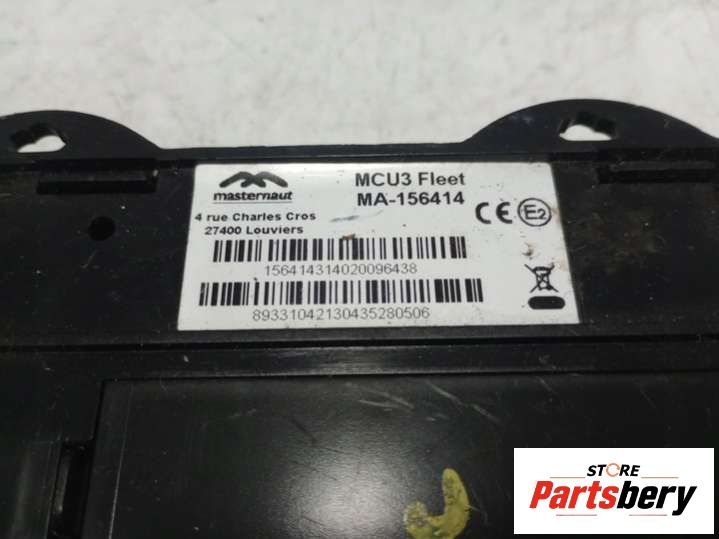 masternaut
MCU3 Fleet
MA-156414
4 rue Charles Cros
27400 Louviers
CE E2
156414314020096438
89331042130435280506
STORE
Partsbery